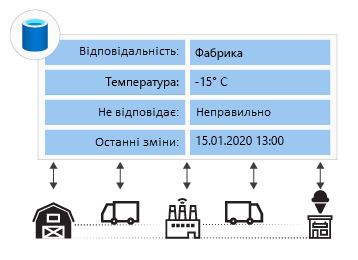 Відповідальність: Фабрика
Температура: -15° C
Не відповідає: Неправильно
Останні зміни: 15.01.2020 13:00